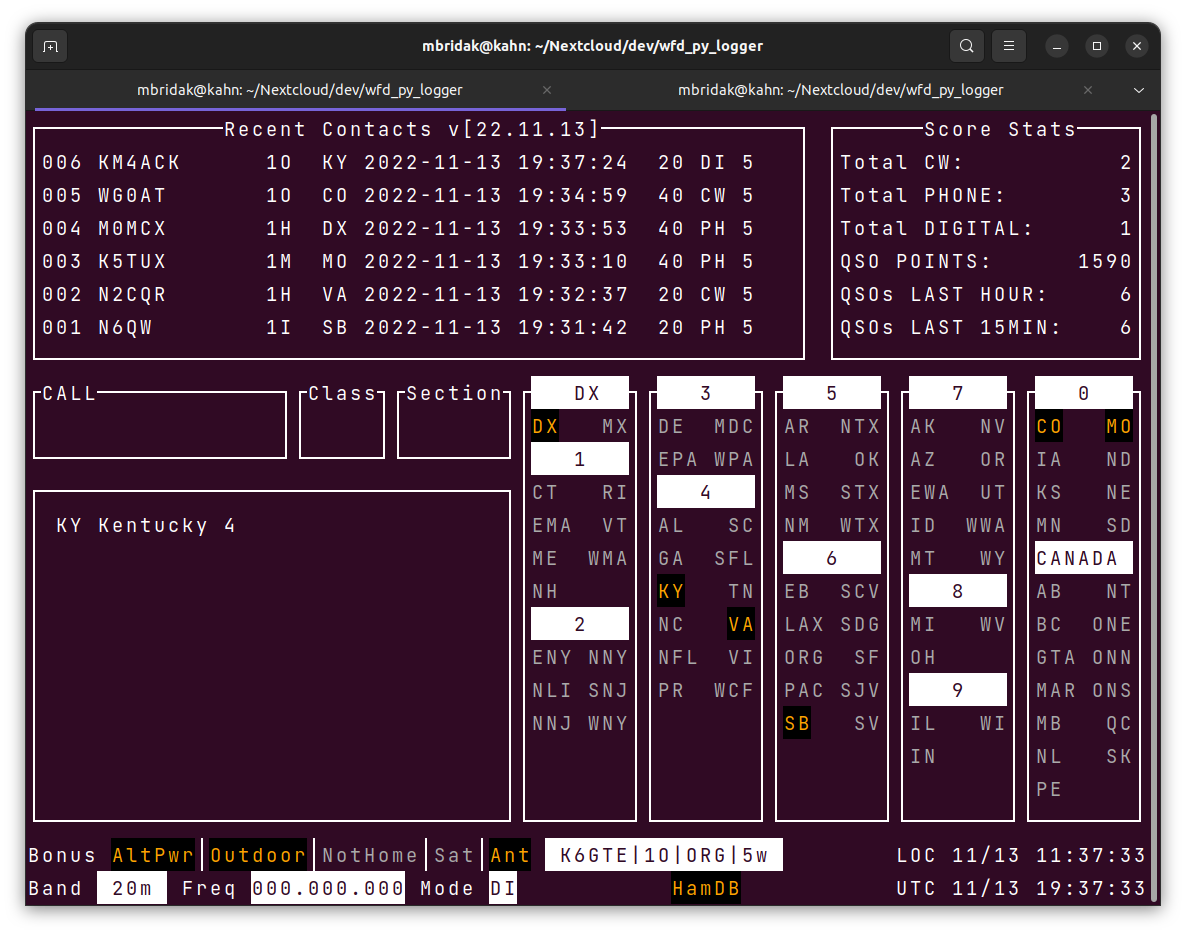 mbridak@kahn: ~/Nextcloud/dev/wfd_py_logger
mbridak@kahn: ~/Nextcloud/dev/wfd_py_logger
mbridak@kahn: ~/Nextcloud/dev/wfd_py_logger
Recent Contacts v[22.11.13]
006 KM4ACK 1O KY 2022-11-13 19:37:24 20 DI 5
005 WG0AT 1O CO 2022-11-13 19:34:59 40 CW 5
004 M0MCX 1H DX 2022-11-13 19:33:53 40 PH 5
003 K5TUX 1M MO 2022-11-13 19:33:10 40 PH 5
002 N2CQR 1H VA 2022-11-13 19:32:37 20 CW 5
001 N6QW 1I SB 2022-11-13 19:31:42 20 PH 5
Score Stats
Total CW: 2
Total PHONE: 3
Total DIGITAL: 1
QSO POINTS: 1590
QSOs LAST HOUR: 6
QSOs LAST 15MIN: 6
CALL
Class
Section
KY Kentucky 4
DX
DX MX
1
CT RI
EMA VT
ME WMA
NH
2
ENY NNY
NLI SNJ
NNJ WNY
3
DE MDC
EPA WPA
4
AL SC
GA SFL
KY TN
NC VA
NFL VI
PR WCF
5
AR NTX
LA OK
MS STX
NM WTX
6
EB SCV
LAX SDG
ORG SF
PAC SJV
SB SV
7
AK NV
AZ OR
EWA UT
ID WWA
MT WY
8
MI WV
OH
9
IL WI
IN
0
CO MO
IA ND
KS NE
MN SD
CANADA
AB NT
BC ONE
GTA ONN
MAR ONS
MB QC
NL SK
PE
Bonus AltPwr Outdoor NotHome Sat Ant K6GTE|1O|ORG|5w LOC 11/13 11:37:33
Band 20m Freq 000.000.000 Mode DI HamDB UTC 11/13 19:37:33